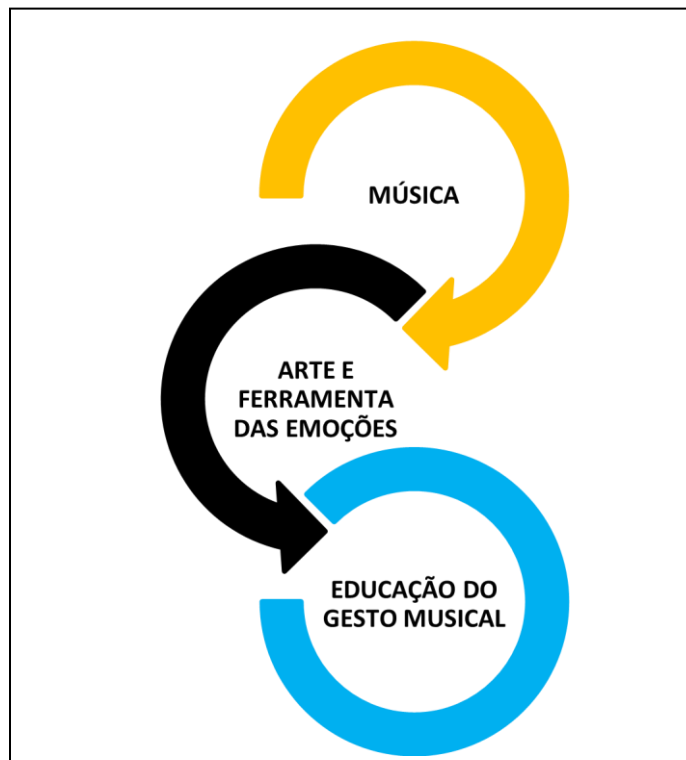 MÚSICA
ARTE E
FERRAMENTA
DAS EMOÇÕES
EDUCAÇÃO DO
GESTO MUSICAL